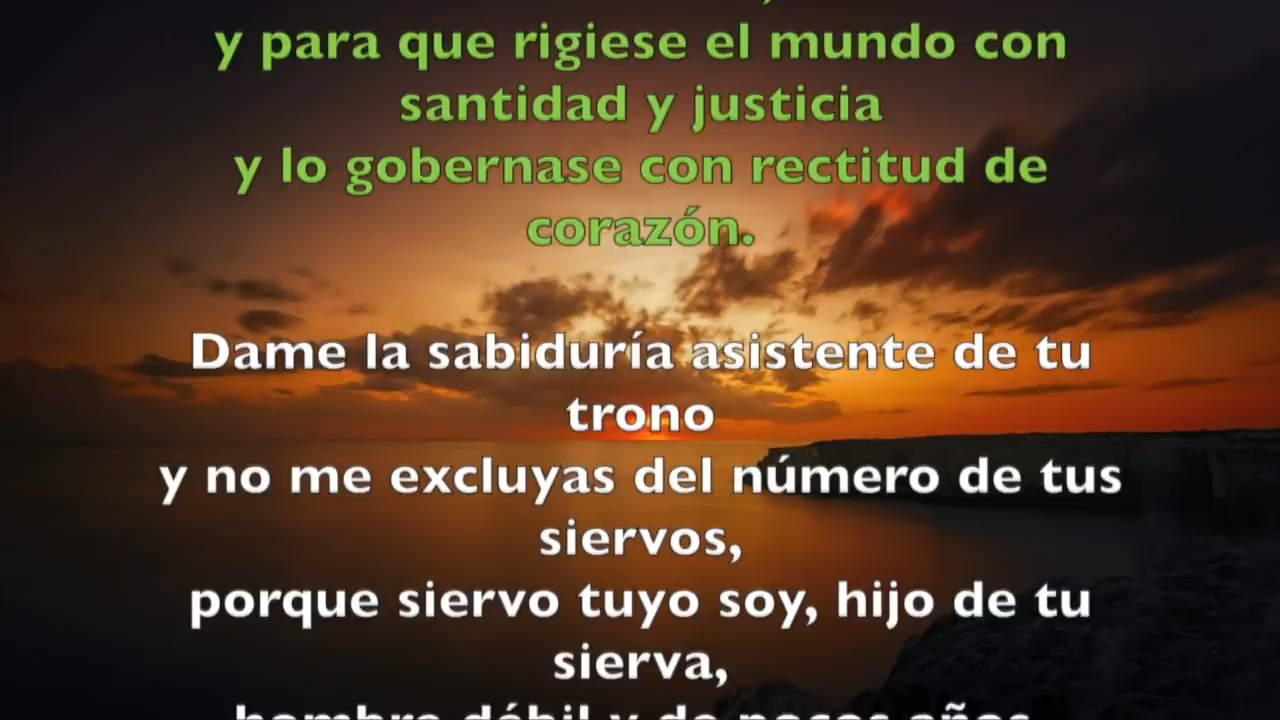 y para que rigiese el mundo con
santidad y justicia
y lo gobernase con rectitud de
corazón.
Dame la sabiduría asistente de tu
trono
y no me excluyas del número de tus
siervos,
porque siervo tuyo soy, hijo de tu
sierva,
hombre débil y de pocos años,